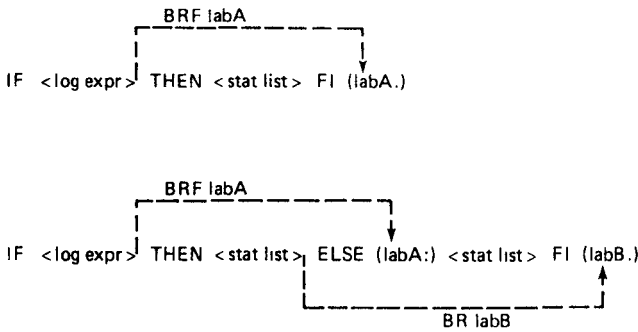 BRF labA
IF <log expr> THEN <stat list> FI (labA.)
BRF labA
IF <log expr> THEN <stat list> ELSE (labA:) <stat list> FI (labB.)
BR labB